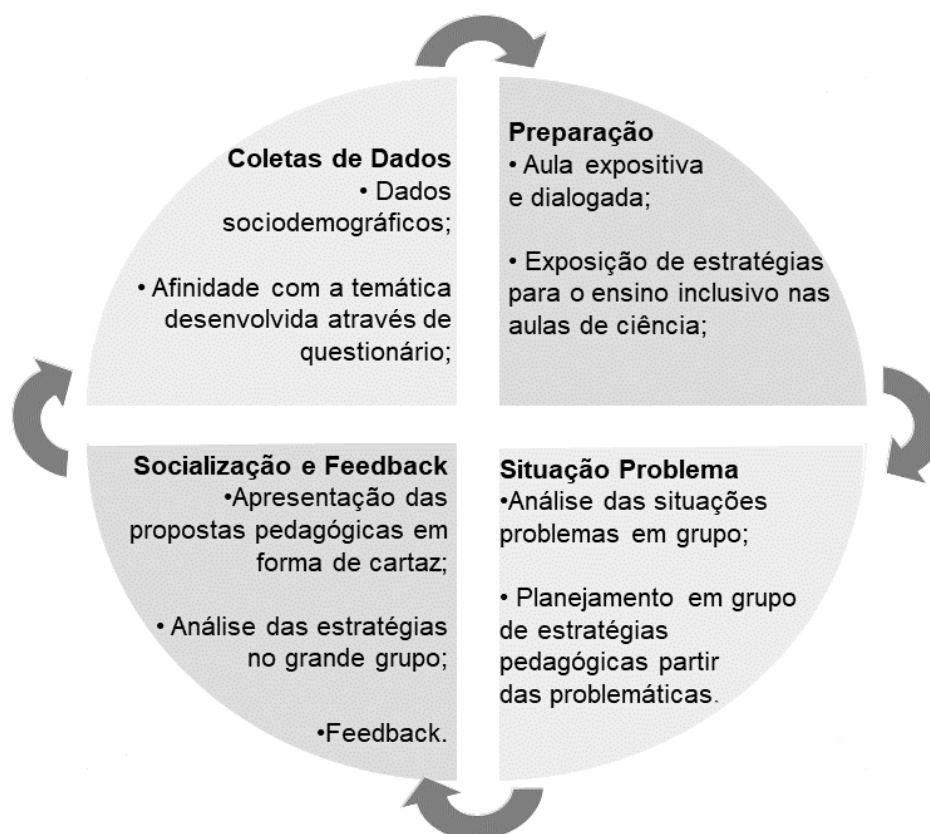 Coletas de Dados
• Dados
sociodemográficos;
• Afinidade com a temática
desenvolvida através de
questionário;
Preparação
• Aula expositiva
e dialogada;
• Exposição de estratégias
para o ensino inclusivo nas
aulas de ciência;
Socialização e Feedback
•Apresentação das
propostas pedagógicas em
forma de cartaz;
• Análise das estratégias
no grande grupo;
•Feedback.
Situação Problema
•Análise das situações
problemas em grupo;
• Planejamento em grupo
de estratégias
pedagógicas partir
das problemáticas.